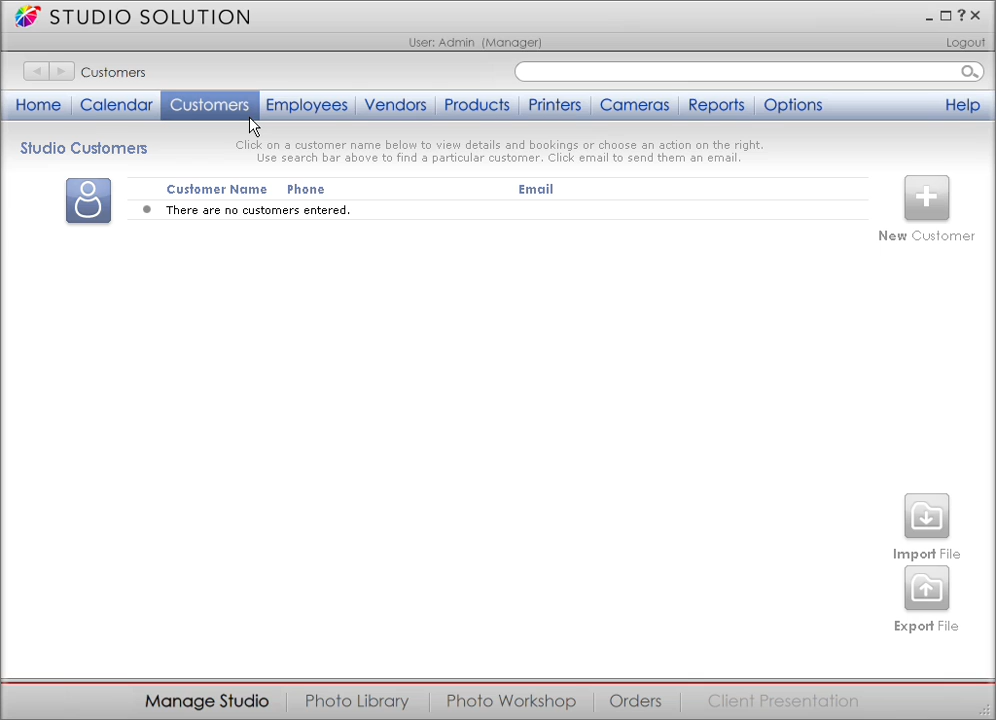 STUDIO SOLUTION
User: Admin (Manager)
Logout
Customers
Home Calendar Customers Employees Vendors Products Printers Cameras Reports Options Help
Studio Customers
Click on a customer name below to view details and bookings or choose an action on the right.
Use search bar above to find a particular customer. Click email to send them an email.
Customer Name Phone Email
There are no customers entered.
New Customer
Import File
Export File
Manage Studio Photo Library Photo Workshop Orders Client Presentation